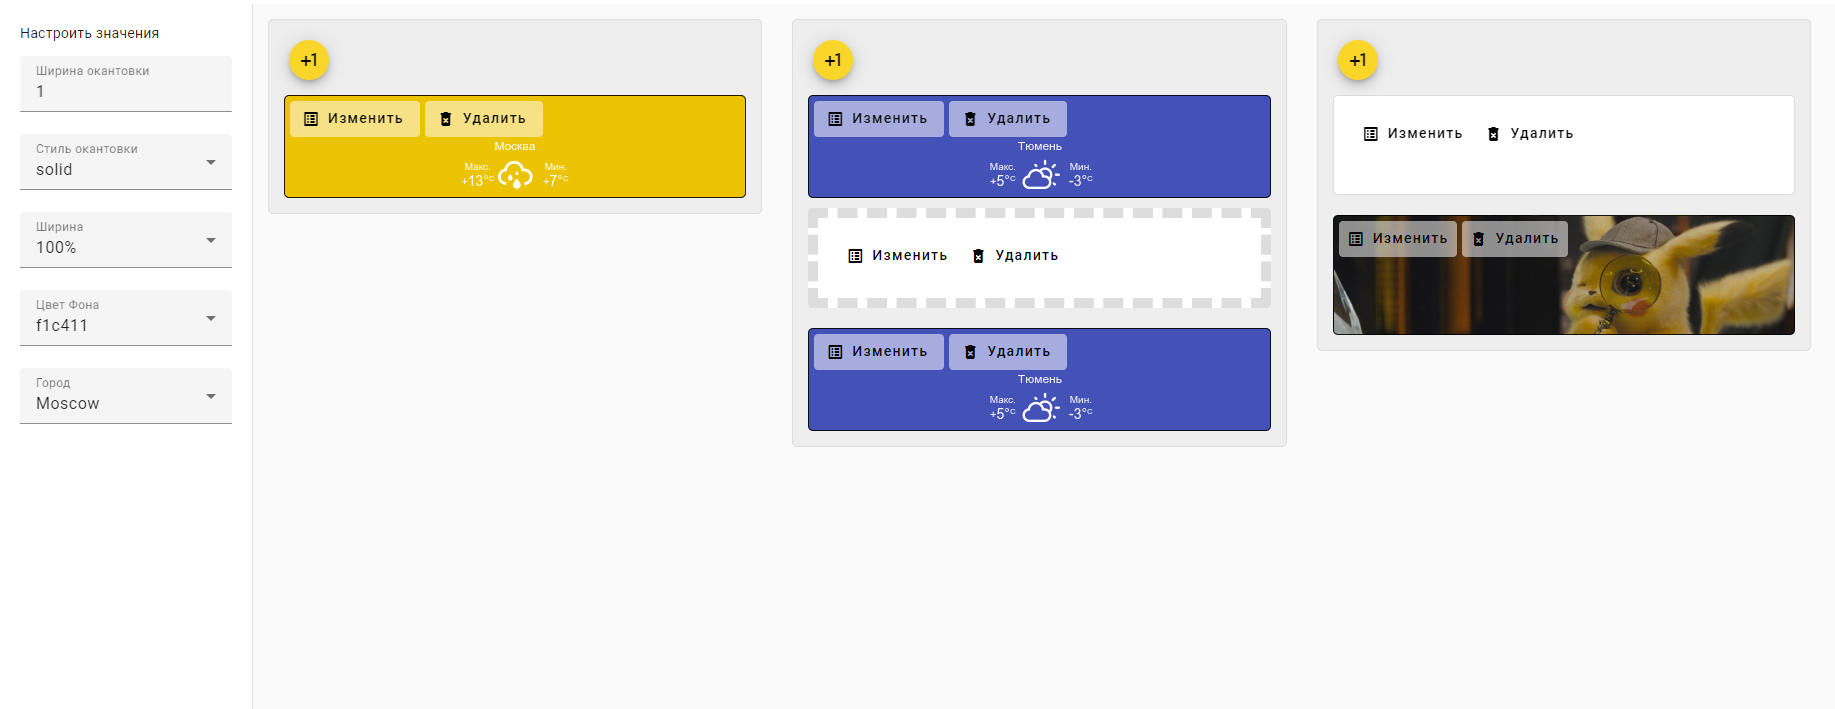 Настроить значения
Ширина окантовки
1
Стиль окантовки
solid
Ширина
100%
Цвет Фона
f1c411
Город
Moscow
+1
Изменить Удалить
Москва
Макс. Мин.
+13°C +7°C
+1
Изменить Удалить
Тюмень
Макс. Мин.
+5°C -3°C
Изменить Удалить
Изменить Удалить
Тюмень
Макс. Мин.
+5°C -3°C
+1
Изменить Удалить
Изменить Удалить